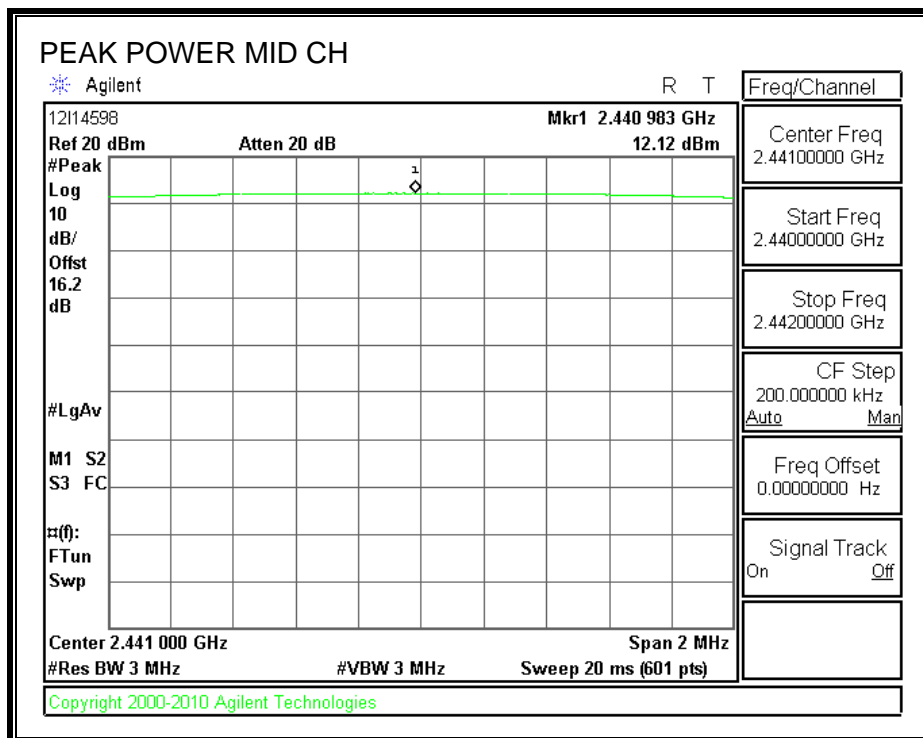 PEAK POWER MID CH
Agilent R T
Freq/Channel
12I14598
Mkr1 2.440 983 GHz
Ref 20 dBm Atten 20 dB 12.12 dBm
#Peak
Log
10
dB/
Offst
16.2
dB
#LgAv
M1 S2
S3 FC
¤(f):
FTun
Swp
1
Center 2.441 000 GHz Span 2 MHz
#Res BW 3 MHz #VBW 3 MHz Sweep 20 ms (601 pts)
Center Freq
2.44100000 GHz
Start Freq
2.44000000 GHz
Stop Freq
2.44200000 GHz
CF Step
200.000000 kHz
Auto Man
Freq Offset
0.00000000 Hz
Signal Track
On Off
Copyright 2000-2010 Agilent Technologies